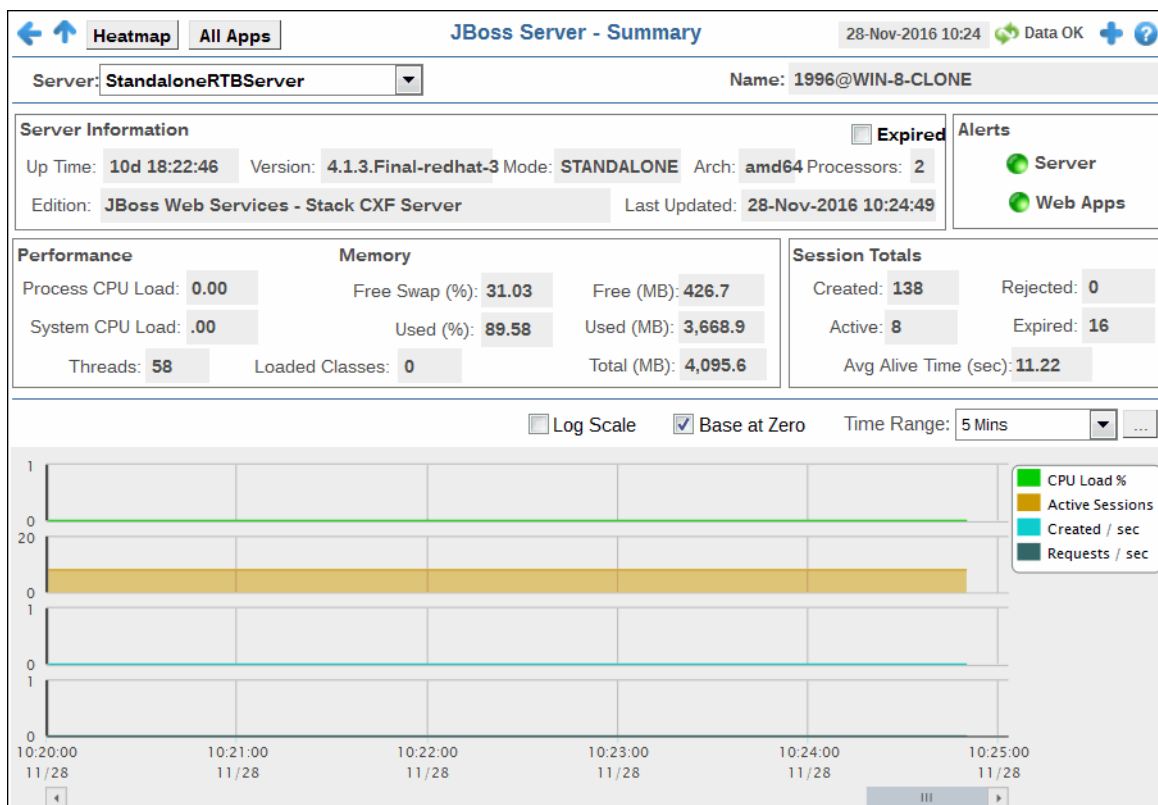 Heatmap All Apps JBoss Server - Summary 28-Nov-2016 10:24 Data OK
Server: StandaloneRTBServer Name: 1996@WIN-8-CLONE
Server Information Expired Alerts
Up Time: 10d 18:22:46 Version: 4.1.3.Final-redhat-3 Mode: STANDALONE Arch: amd64 Processors: 2 Server
Edition: JBoss Web Services - Stack CXF Server Last Updated: 28-Nov-2016 10:24:49 Web Apps
Performance Memory Session Totals
Process CPU Load: 0.00 Free Swap (%): 31.03 Free (MB): 426.7 Created: 138 Rejected: 0
System CPU Load: .00 Used (%): 89.58 Used (MB): 3,668.9 Active: 8 Expired: 16
Threads: 58 Loaded Classes: 0 Total (MB): 4,095.6 Avg Alive Time (sec): 11.22
Log Scale Base at Zero Time Range: 5 Mins ...
1
0
20
0
1
0
1
0
CPU Load %
Active Sessions
Created / sec
Requests / sec
10:20:00 10:21:00 10:22:00 10:23:00 10:24:00 10:25:00
11/28 11/28 11/28 11/28 11/28 11/28